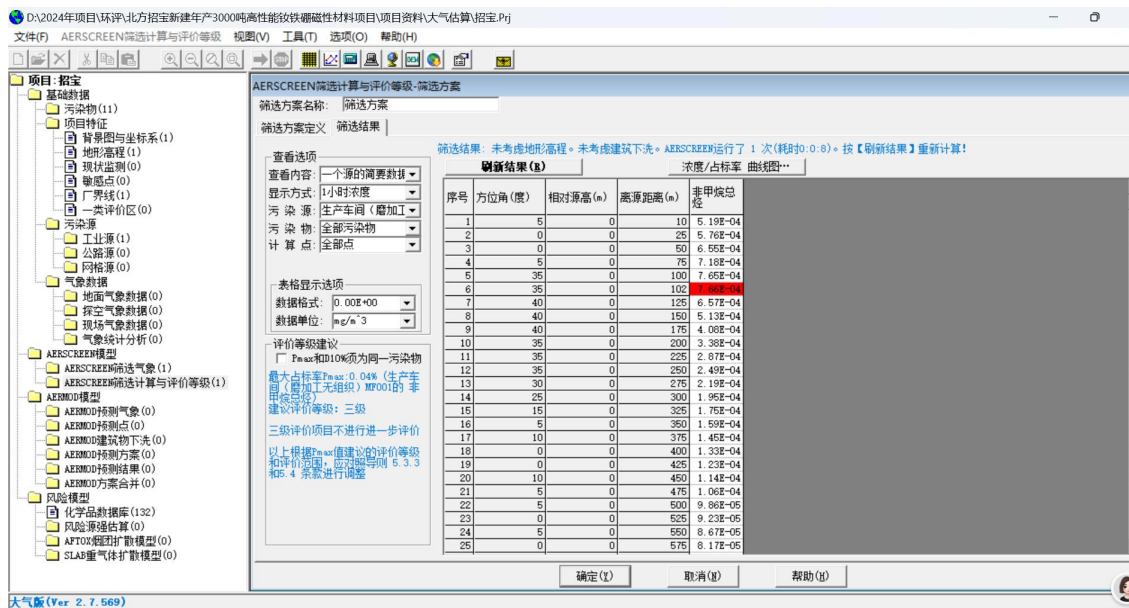 D:\2024年项目\环评\北方招宝新建年产3000吨高性能钕铁硼磁性材料项目\项目资料\大气估算\招宝.Prj
文件(F) AERSCREEN筛选计算与评价等级 视图(V) 工具(T) 选项(O) 帮助(H)
项目:招宝
基础数据
污染物(11)
项目特征
背景图与坐标系(1)
地形高程(1)
现状监测(0)
敏感点(0)
厂界线(1)
一类评价区(0)
污染源
工业源(1)
公路源(0)
网格源(0)
气象数据
地面气象数据(0)
探空气象数据(0)
现场气象数据(0)
气象统计分析(0)
AERSCREEN模型
AERSCREEN筛选气象(1)
AERSCREEN筛选计算与评价等级(1)
AERMOD模型
AERMOD预测气象(0)
AERMOD预测点(0)
AERMOD建筑物下洗(0)
AERMOD预测方案(0)
AERMOD预测结果(0)
AERMOD方案合并(0)
风险模型
化学品数据库(132)
风险源强估算(0)
AFTOX烟团扩散模型(0)
SLAB重气体扩散模型(0)
AERSCREEN筛选计算与评价等级-筛选方案
筛选方案名称: 筛选方案
筛选方案定义 筛选结果
筛选结果: 未考虑地形高程。未考虑建筑下洗。AERSCREEN运行了 1 次(耗时0:0:8)。按【刷新结果】重新计算!
查看选项
查看内容: 一个源的简要数据
显示方式: 1小时浓度
污 染 源: 生产车间(磨加工
污 染 物: 全部污染物
计 算 点: 全部点
表格显示选项
数据格式: 0.00E+00
数据单位: mg/m^3
评价等级建议
Pmax和D10%须为同一污染物
最大占标率Pmax:0.04% (生产车
间(磨加工无组织)MF001的 非
甲烷总烃)
建议评价等级: 三级
三级评价项目不进行进一步评价
以上根据Pmax值建议的评价等级
和评价范围,应对照导则 5.3.3
和5.4 条款进行调整
刷新结果(R) 浓度/占标率 曲线图…
序号 方位角(度) 相对源高(m) 离源距离(m) 非甲烷总烃
1 5 0 10 5.19E-04
2 0 0 25 5.76E-04
3 0 0 50 6.55E-04
4 5 0 75 7.18E-04
5 35 0 100 7.65E-04
6 35 0 102 7.66E-04
7 40 0 125 6.57E-04
8 40 0 150 5.13E-04
9 40 0 175 4.08E-04
10 35 0 200 3.38E-04
11 35 0 225 2.87E-04
12 35 0 250 2.49E-04
13 30 0 275 2.19E-04
14 25 0 300 1.95E-04
15 15 0 325 1.75E-04
16 5 0 350 1.59E-04
17 10 0 375 1.45E-04
18 0 0 400 1.33E-04
19 0 0 425 1.23E-04
20 10 0 450 1.14E-04
21 5 0 475 1.06E-04
22 5 0 500 9.86E-05
23 0 0 525 9.23E-05
24 5 0 550 8.67E-05
25 0 0 575 8.17E-05
确定(Y) 取消(N) 帮助(H)
大气版(Ver 2.7.569)